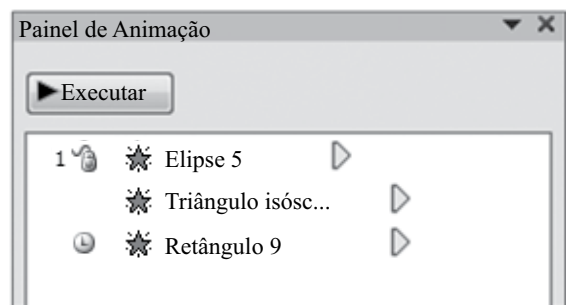 Painel de Animação
Executar
1 Elipse 5
Triângulo isósc...
Retângulo 9